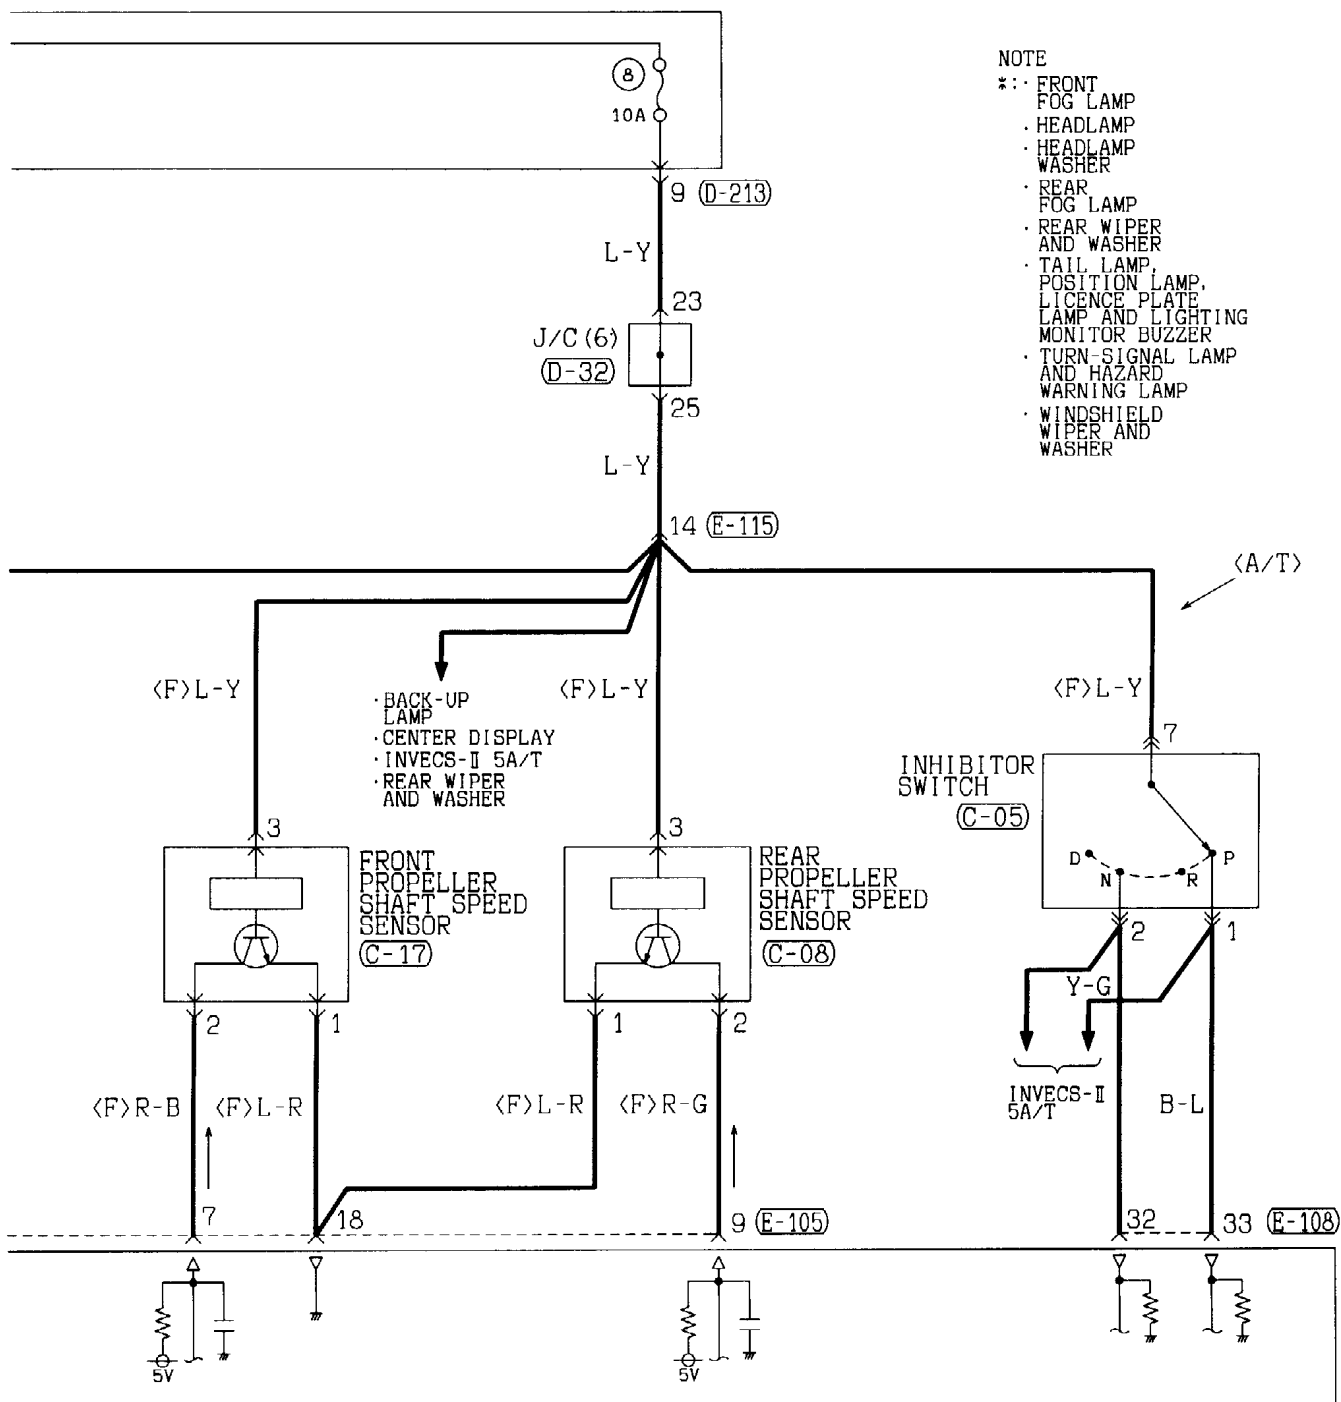 8
10A
9 (D-213)
L-Y
23
J/C (6)
(D-32)
25
L-Y
14 (E-115)
NOTE
*:· FRONT
FOG LAMP
· HEADLAMP
· HEADLAMP
WASHER
· REAR
FOG LAMP
· REAR WIPER
AND WASHER
· TAIL LAMP,
POSITION LAMP,
LICENCE PLATE
LAMP AND LIGHTING
MONITOR BUZZER
· TURN-SIGNAL LAMP
AND HAZARD
WARNING LAMP
· WINDSHIELD
WIPER AND
WASHER
<A/T>
<F>L-Y
· BACK-UP
LAMP
· CENTER DISPLAY
· INVECS-II 5A/T
· REAR WIPER
AND WASHER
<F>L-Y
<F>L-Y
7
INHIBITOR
SWITCH
(C-05)
D
N
R
P
2
1
Y-G
INVECS-II
5A/T
B-L
3
FRONT
PROPELLER
SHAFT SPEED
SENSOR
(C-17)
2
1
3
REAR
PROPELLER
SHAFT SPEED
SENSOR
(C-08)
1
2
<F>R-B
<F>L-R
<F>L-R
<F>R-G
7
18
9 (E-105)
32
33 (E-108)
5V
5V